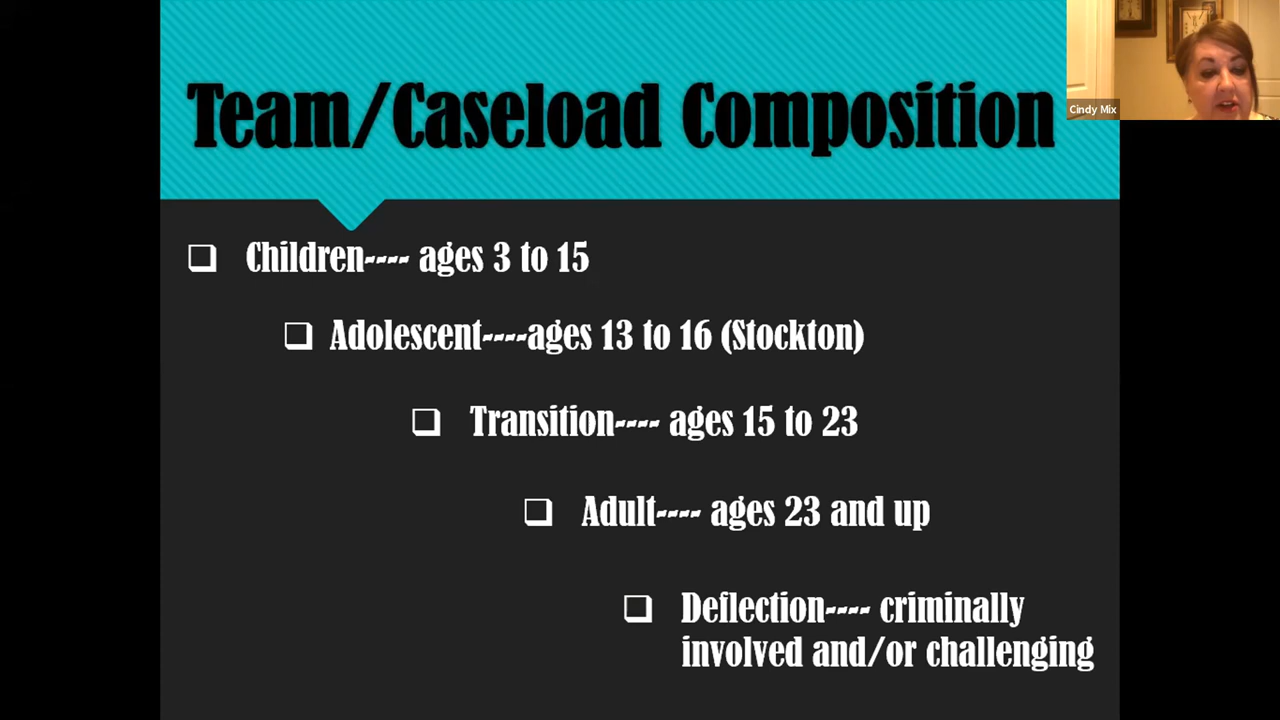 Team/Caseload Composition
Cindy Mix
Children---- ages 3 to 15
Adolescent----ages 13 to 16 (Stockton)
Transition---- ages 15 to 23
Adult---- ages 23 and up
Deflection---- criminally
involved and/or challenging